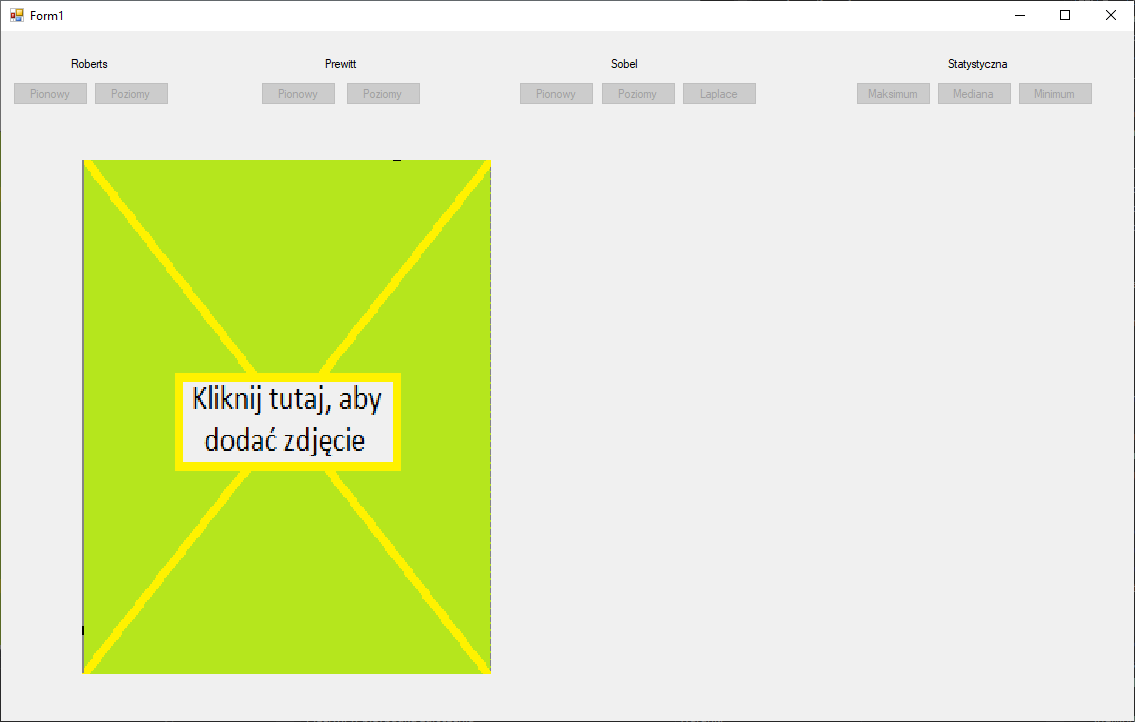 Form1
Roberts Prewitt Sobel Statystyczna
Pionowy Poziomy Pionowy Poziomy Pionowy Poziomy Laplace Maksimum Mediana Minimum
Kliknij tutaj, aby
dodać zdjęcie